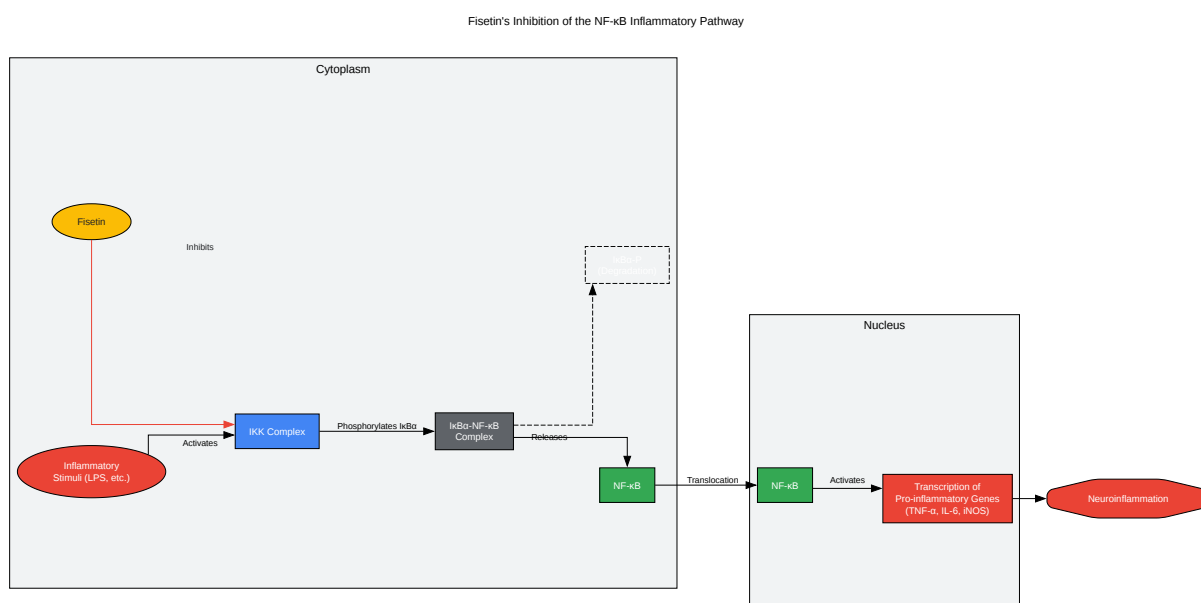 Fisetin's Inhibition of the NF-κB Inflammatory Pathway
Cytoplasm
Fisetin
Inhibits
IκBα-P
(Degradation)
Nucleus
IKK Complex
Phosphorylates IκBα
IκBα-NF-κB
Complex
Activates
Releases
Inflammatory
Stimuli (LPS, etc.)
NF-κB
Translocation
NF-κB
Activates
Transcription of
Pro-inflammatory Genes
(TNF-α, IL-6, iNOS)
Neuroinflammation